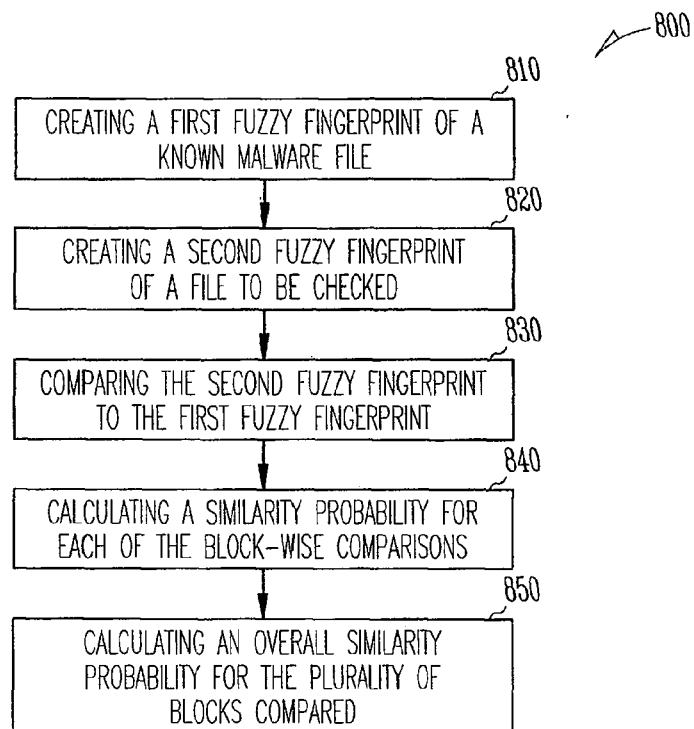 800
810
CREATING A FIRST FUZZY FINGERPRINT OF A
KNOWN MALWARE FILE
820
CREATING A SECOND FUZZY FINGERPRINT
OF A FILE TO BE CHECKED
830
COMPARING THE SECOND FUZZY FINGERPRINT
TO THE FIRST FUZZY FINGERPRINT
840
CALCULATING A SIMILARITY PROBABILITY FOR
EACH OF THE BLOCK-WISE COMPARISONS
850
CALCULATING AN OVERALL SIMILARITY
PROBABILITY FOR THE PLURALITY OF
BLOCKS COMPARED